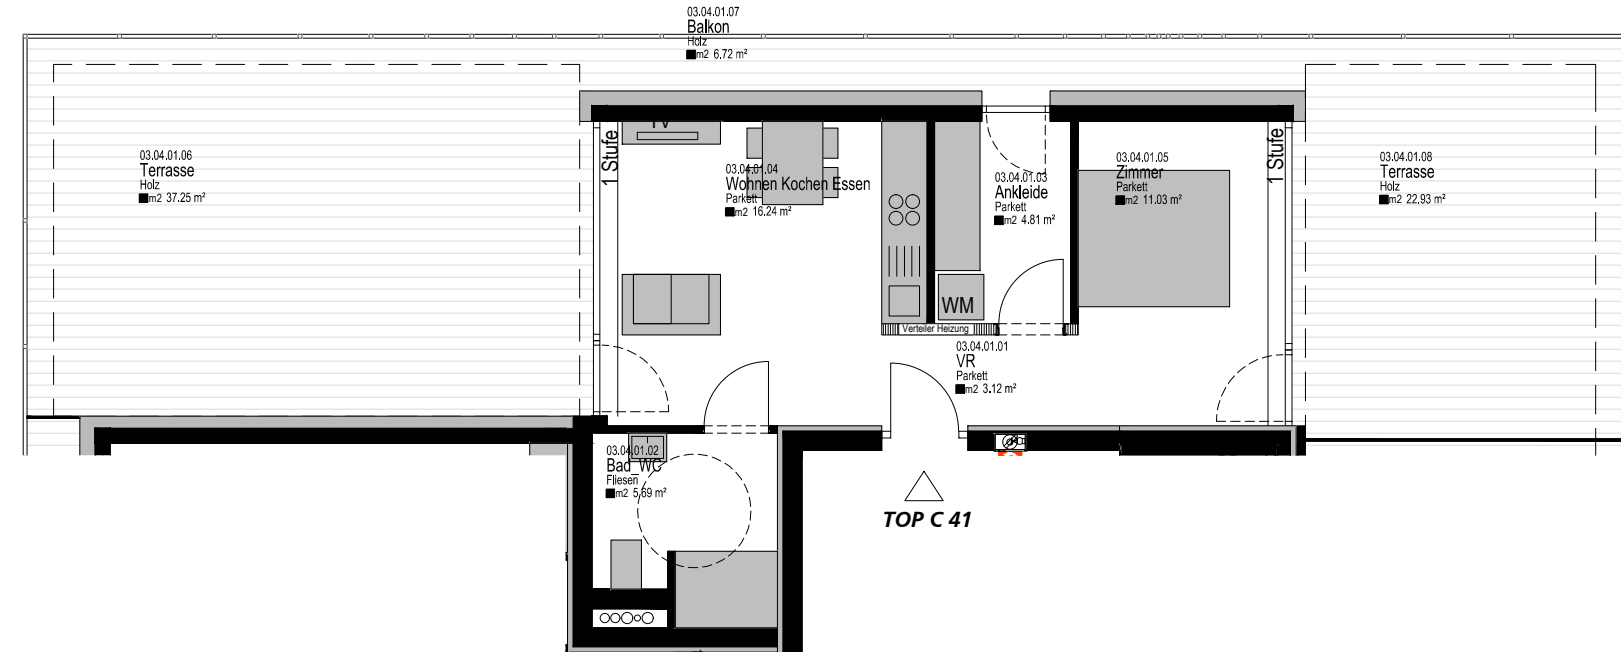 03.04.01.07
Balkon
Holz
m2 6.72 m²
03.04.01.06
Terrasse
Holz
m2 37.25 m²
1 Stufe
TV
03.04.01.04
Wohnen Kochen Essen
Parkett
m2 16.24 m²
03.04.01.03
Ankleide
Parkett
m2 4.81 m²
03.04.01.05
Zimmer
Parkett
m2 11.03 m²
1 Stufe
03.04.01.08
Terrasse
Holz
m2 22.93 m²
WM
Verteiler Heizung
03.04.01.01
VR
Parkett
m2 3.12 m²
03.04.01.02
Bad_WC
Fliesen
m2 5.69 m²
TOP C 41